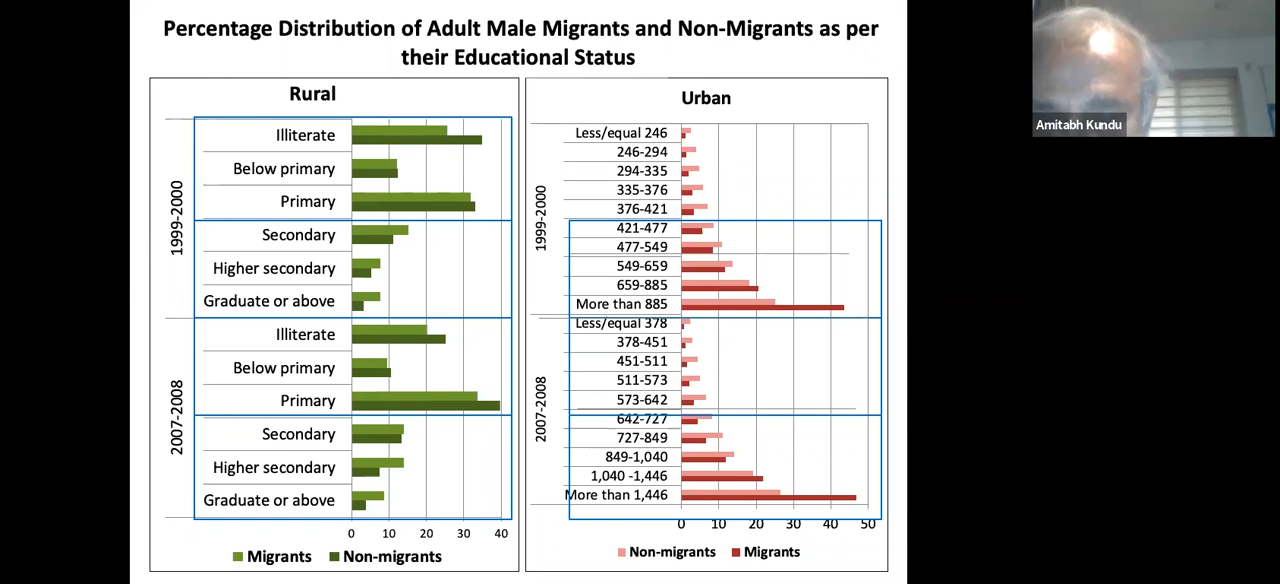 Percentage Distribution of Adult Male Migrants and Non-Migrants as per
their Educational Status
Rural
1999-2000
Illiterate
Below primary
Primary
Secondary
Higher secondary
Graduate or above
2007-2008
Illiterate
Below primary
Primary
Secondary
Higher secondary
Graduate or above
0 10 20 30 40
Migrants Non-migrants
Urban
1999-2000
Less/equal 246
246-294
294-335
335-376
376-421
421-477
477-549
549-659
659-885
More than 885
2007-2008
Less/equal 378
378-451
451-511
511-573
573-642
642-727
727-849
849-1,040
1,040 -1,446
More than 1,446
0 10 20 30 40 50
Non-migrants Migrants
Amitabh Kundu